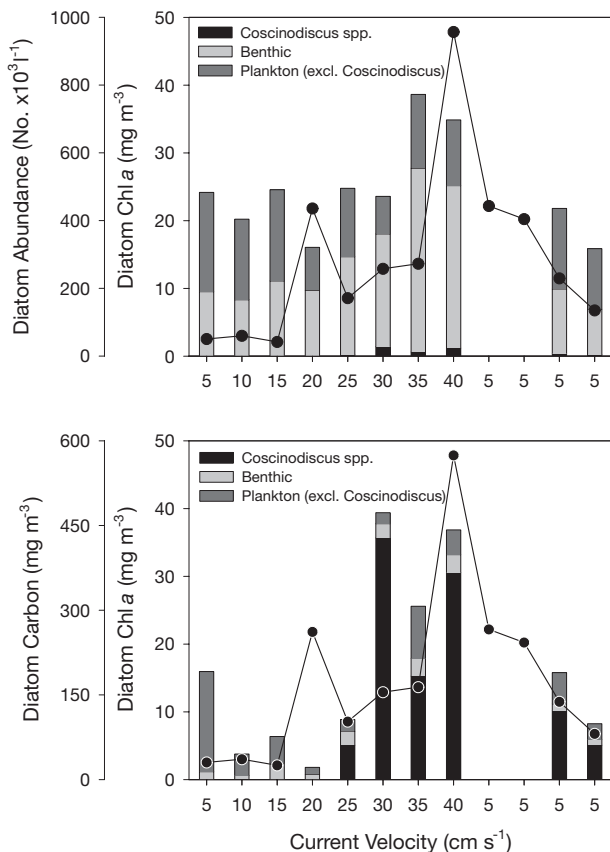 Coscinodiscus spp.
Benthic
Plankton (excl. Coscinodiscus)
Diatom Abundance (No. x10³l⁻¹)
1000
800
600
400
200
0
Diatom Chl a (mg m⁻³)
50
40
30
20
10
0
5 10 15 20 25 30 35 40 5 5 5 5
Coscinodiscus spp.
Benthic
Plankton (excl. Coscinodiscus)
Diatom Carbon (mg m⁻³)
600
450
300
150
0
Diatom Chl a (mg m⁻³)
50
40
30
20
10
0
5 10 15 20 25 30 35 40 5 5 5 5
Current Velocity (cm s⁻¹)